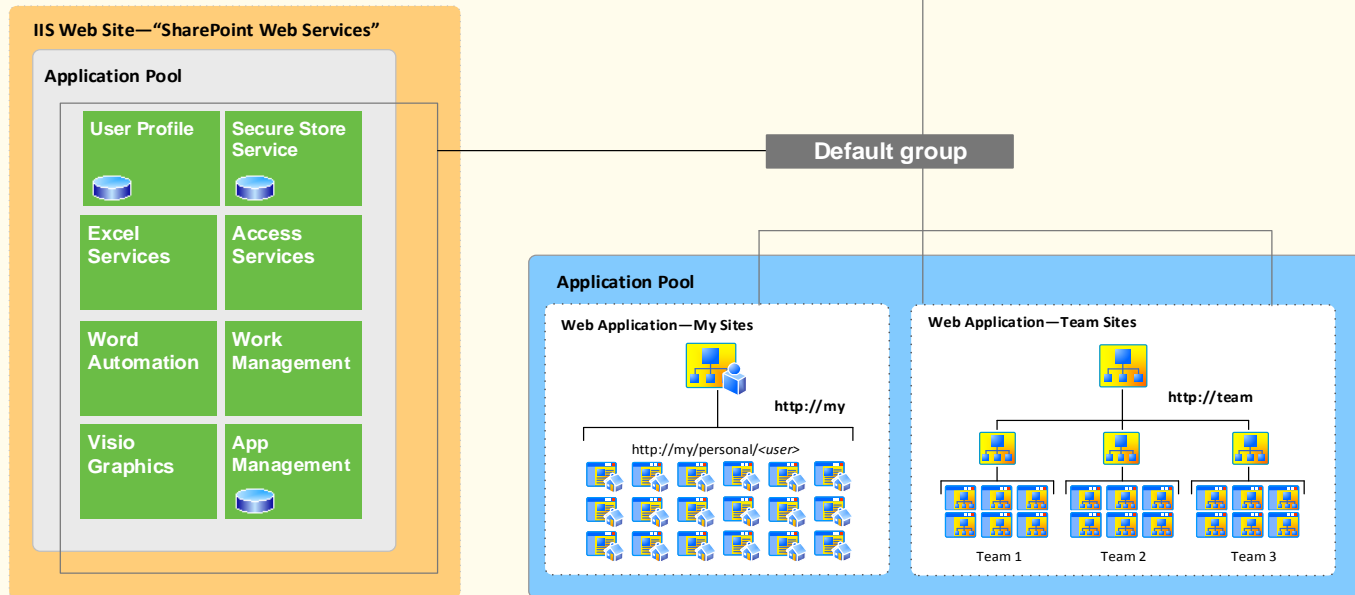 IIS Web Site—“SharePoint Web Services”
Application Pool
User Profile
Secure Store
Service
Excel
Services
Access
Services
Word
Automation
Work
Management
Visio
Graphics
App
Management
Default group
Application Pool
Web Application—My Sites
http://my
http://my/personal/<user>
Web Application—Team Sites
http://team
Team 1
Team 2
Team 3